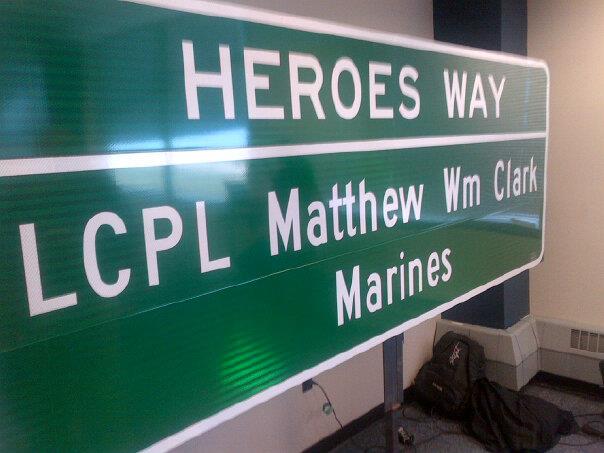 HEROES WAY
LCPL Matthew Wm Clark
Marines